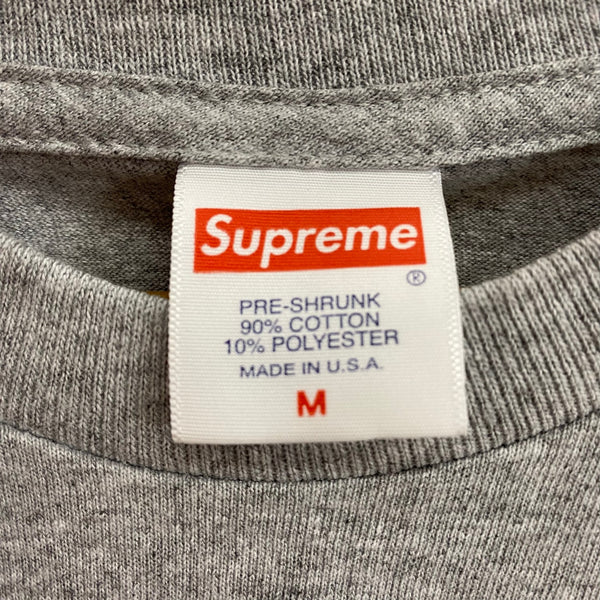 Supreme
®
PRE-SHRUNK
90% COTTON
10% POLYESTER
MADE IN U.S.A.
M